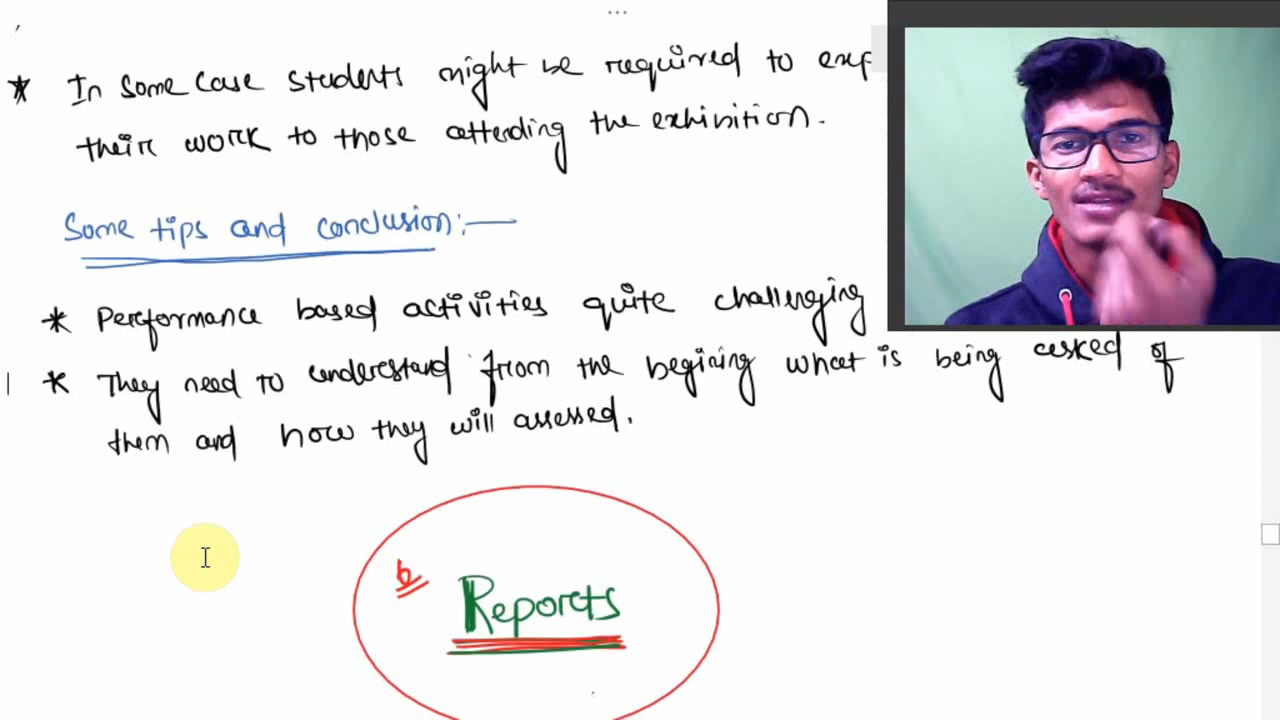 * In some case students might be required to exp
their work to those attending the exhibition.
Some tips and conclusion:-
* Performance based activities quite challenging
* They need to understand from the begining what is being asked of
them and how they will assessed.
6
Reports